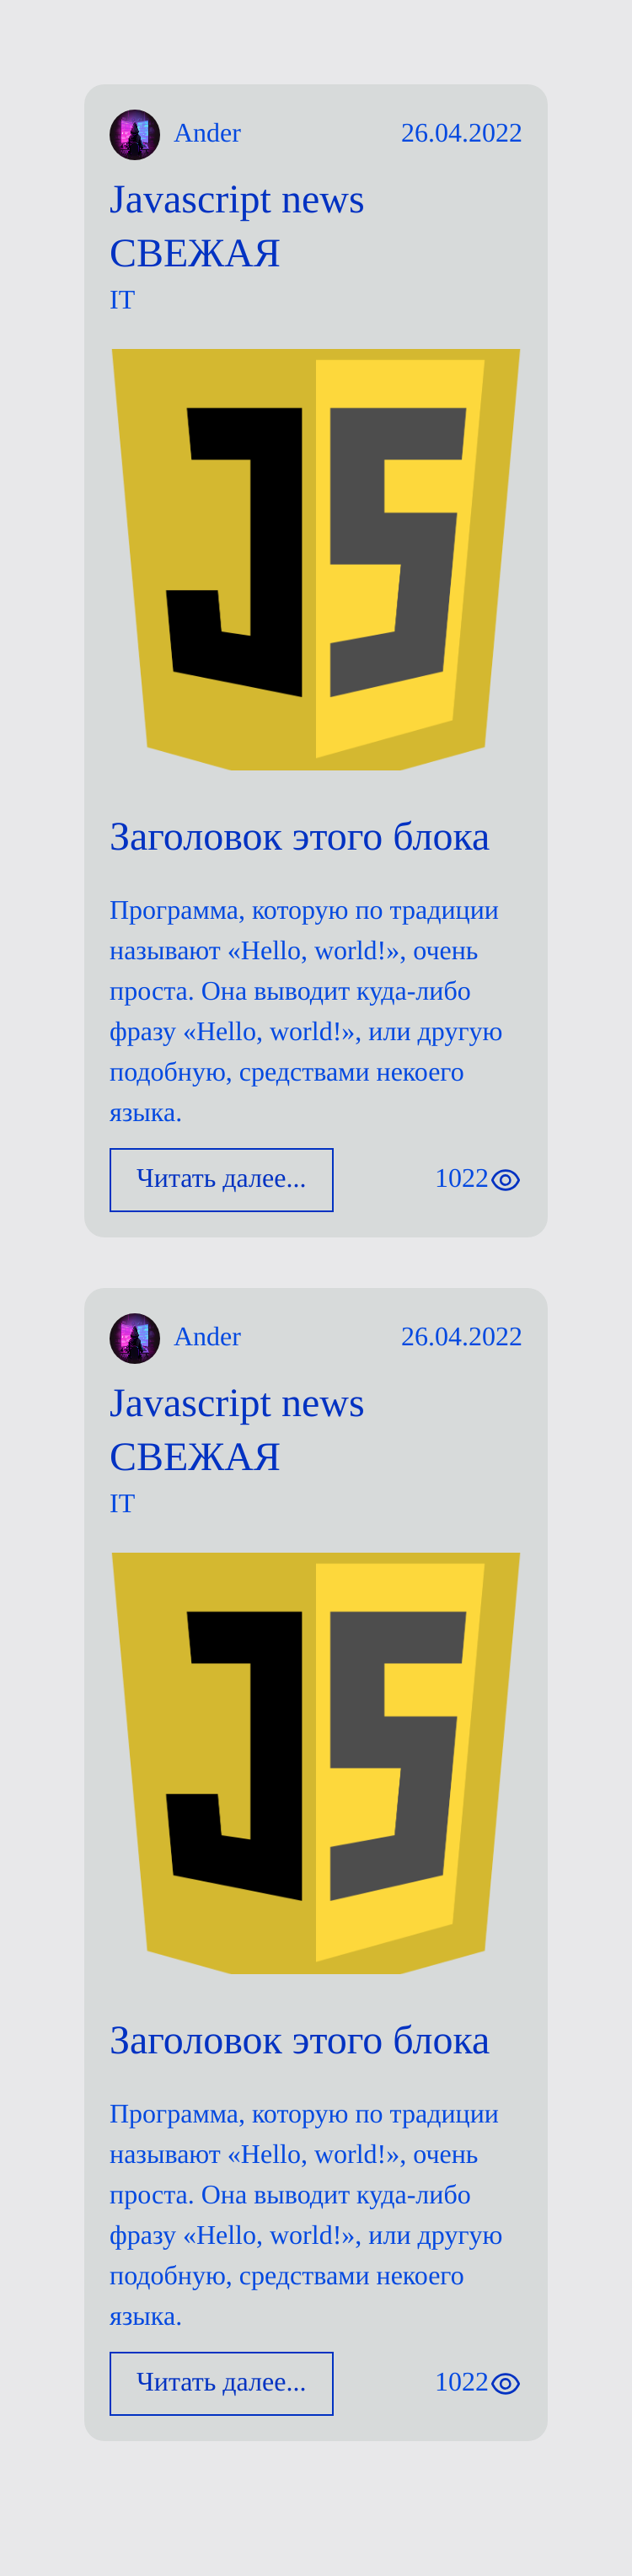 Ander 26.04.2022
Javascript news
СВЕЖАЯ
IT
JS
Заголовок этого блока
Программа, которую по традиции
называют «Hello, world!», очень
проста. Она выводит куда-либо
фразу «Hello, world!», или другую
подобную, средствами некоего
языка.
Читать далее... 1022
Ander 26.04.2022
Javascript news
СВЕЖАЯ
IT
JS
Заголовок этого блока
Программа, которую по традиции
называют «Hello, world!», очень
проста. Она выводит куда-либо
фразу «Hello, world!», или другую
подобную, средствами некоего
языка.
Читать далее... 1022